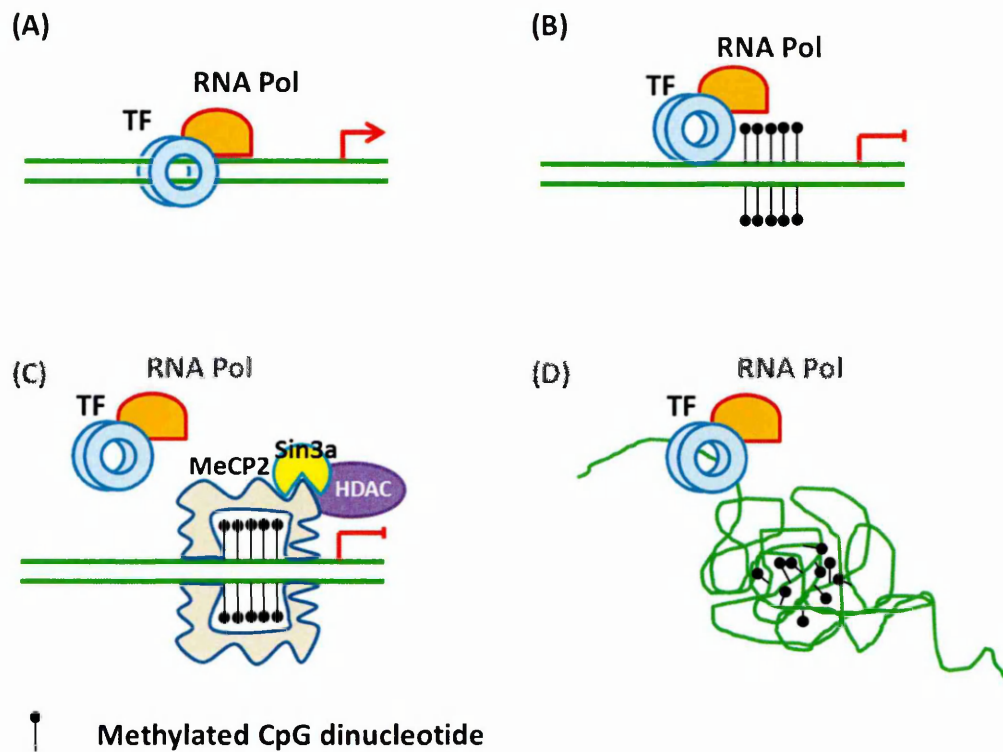 (A)
RNA Pol
TF
(B)
RNA Pol
TF
(C)
RNA Pol
TF
Sin3a
MeCP2
HDAC
(D)
RNA Pol
TF
Methylated CpG dinucleotide